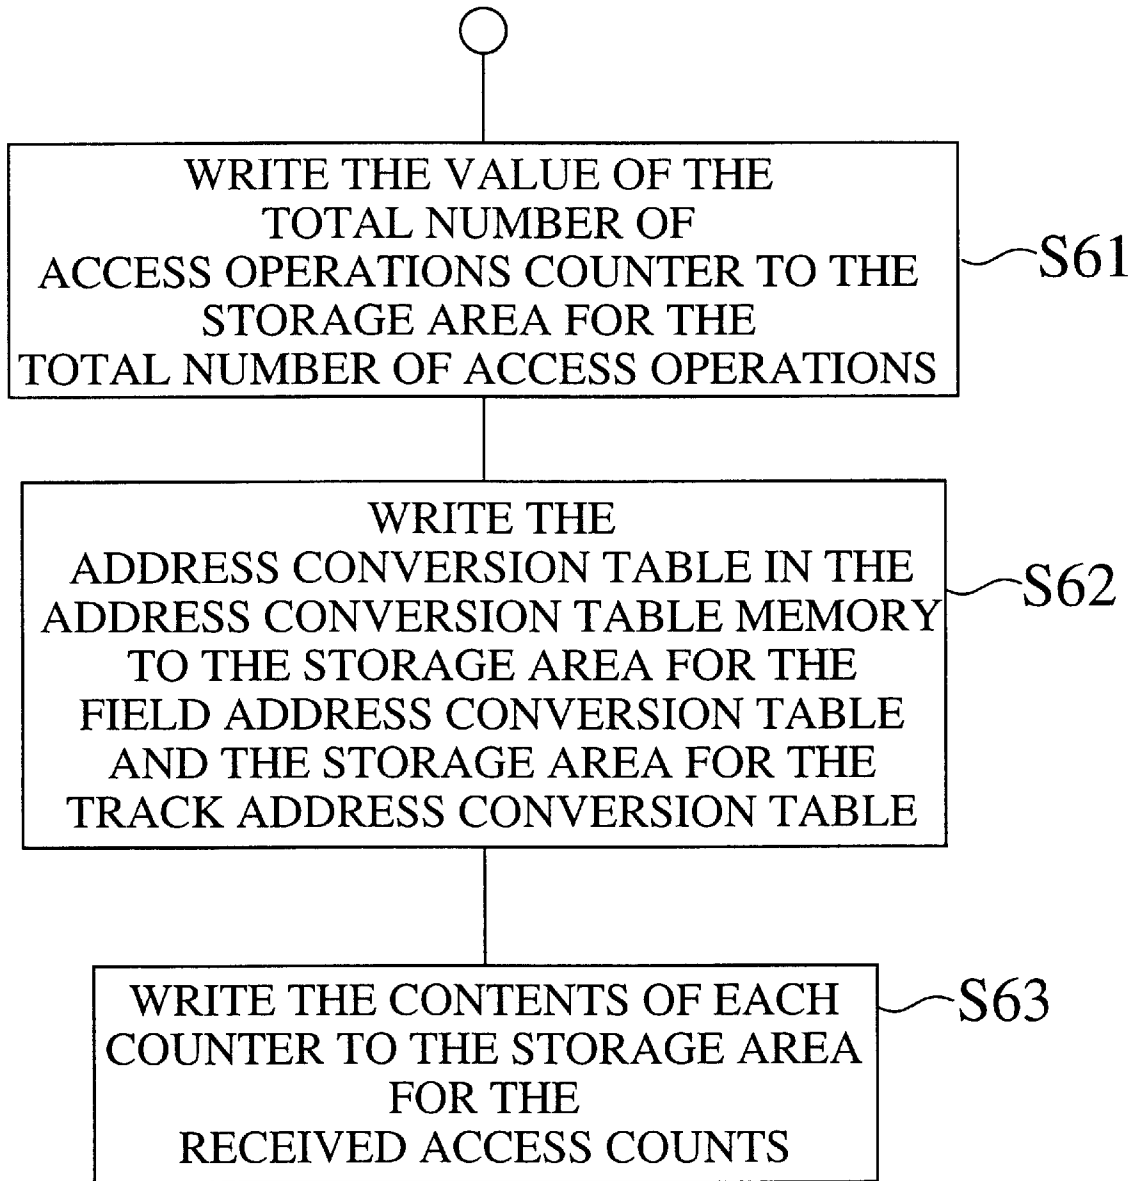 WRITE THE VALUE OF THE
TOTAL NUMBER OF
ACCESS OPERATIONS COUNTER TO THE
STORAGE AREA FOR THE
TOTAL NUMBER OF ACCESS OPERATIONS
S61
WRITE THE
ADDRESS CONVERSION TABLE IN THE
ADDRESS CONVERSION TABLE MEMORY
TO THE STORAGE AREA FOR THE
FIELD ADDRESS CONVERSION TABLE
AND THE STORAGE AREA FOR THE
TRACK ADDRESS CONVERSION TABLE
S62
WRITE THE CONTENTS OF EACH
COUNTER TO THE STORAGE AREA
FOR THE
RECEIVED ACCESS COUNTS
S63